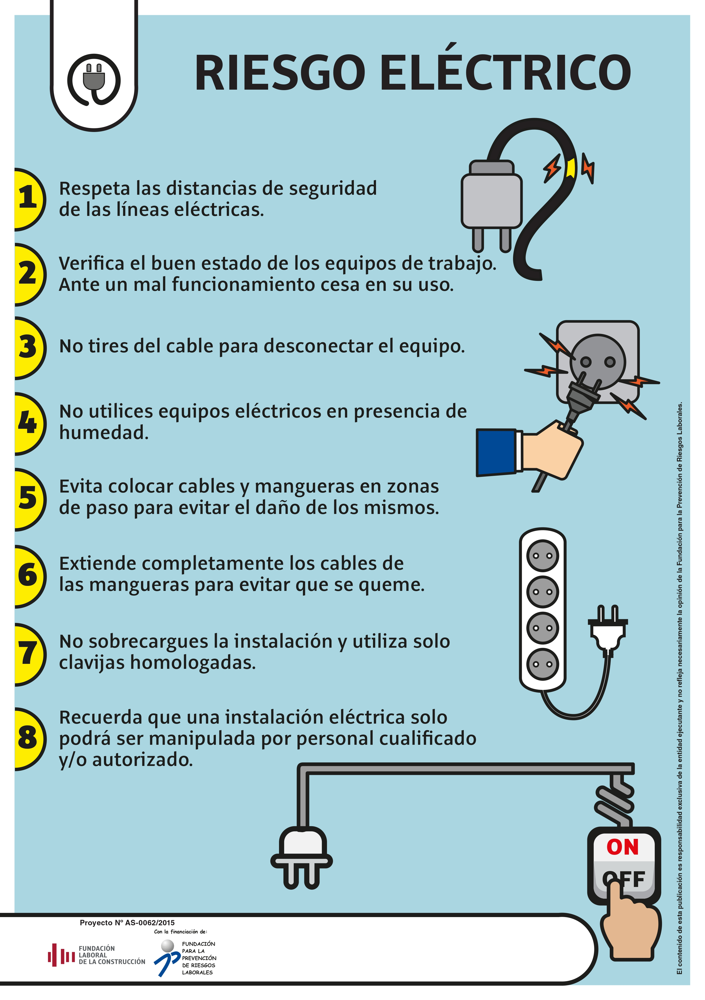 RIESGO ELÉCTRICO
1
Respeta las distancias de seguridad
de las líneas eléctricas.
2
Verifica el buen estado de los equipos de trabajo.
Ante un mal funcionamiento cesa en su uso.
3
No tires del cable para desconectar el equipo.
4
No utilices equipos eléctricos en presencia de
humedad.
5
Evita colocar cables y mangueras en zonas
de paso para evitar el daño de los mismos.
6
Extiende completamente los cables de
las mangueras para evitar que se queme.
7
No sobrecargues la instalación y utiliza solo
clavijas homologadas.
8
Recuerda que una instalación eléctrica solo
podrá ser manipulada por personal cualificado
y/o autorizado.
ON
OFF
Proyecto Nº AS-0062/2015
Con la financiación de:
FUNDACIÓN
LABORAL
DE LA CONSTRUCCIÓN
FUNDACIÓN
PARA LA
PREVENCIÓN
DE RIESGOS
LABORALES
El contenido de esta publicación es responsabilidad exclusiva de la entidad ejecutante y no refleja necesariamente la opinión de la Fundación para la Prevención de Riesgos Laborales.